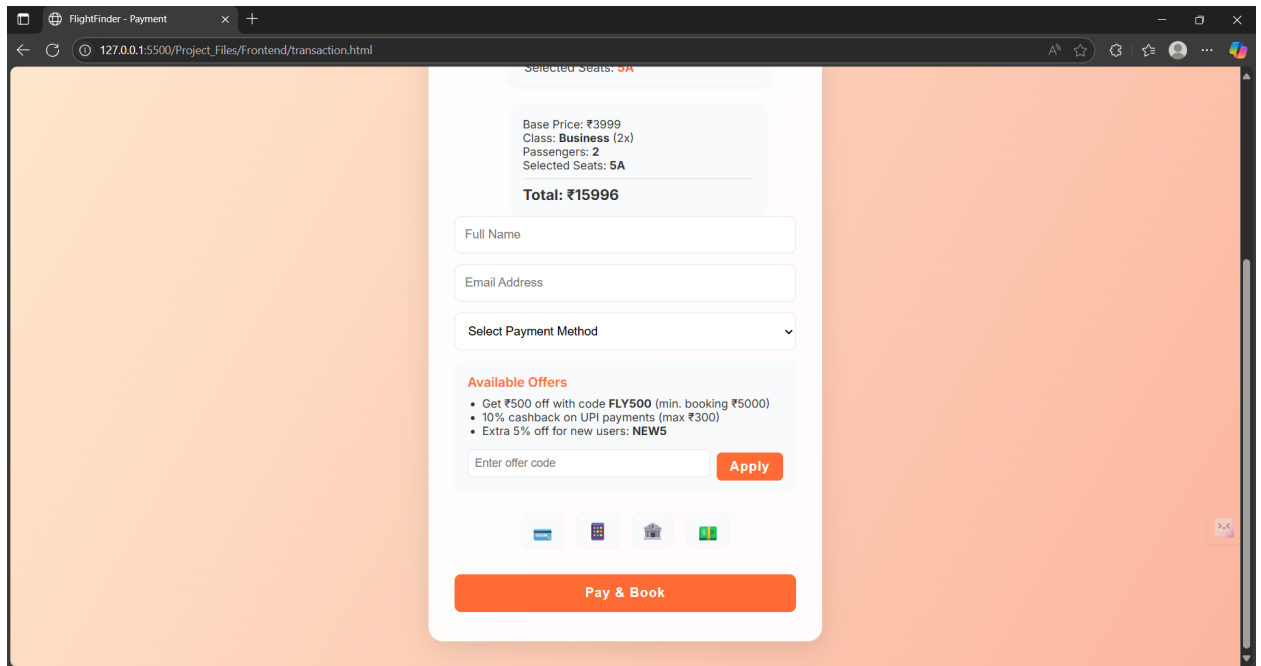 FlightFinder - Payment
127.0.0.1:5500/Project_Files/Frontend/transaction.html
Selected Seats: 5A
Base Price: ₹3999
Class: Business (2x)
Passengers: 2
Selected Seats: 5A
Total: ₹15996
Full Name
Email Address
Select Payment Method
Available Offers
• Get ₹500 off with code FLY500 (min. booking ₹5000)
• 10% cashback on UPI payments (max ₹300)
• Extra 5% off for new users: NEW5
Enter offer code
Apply
Pay & Book